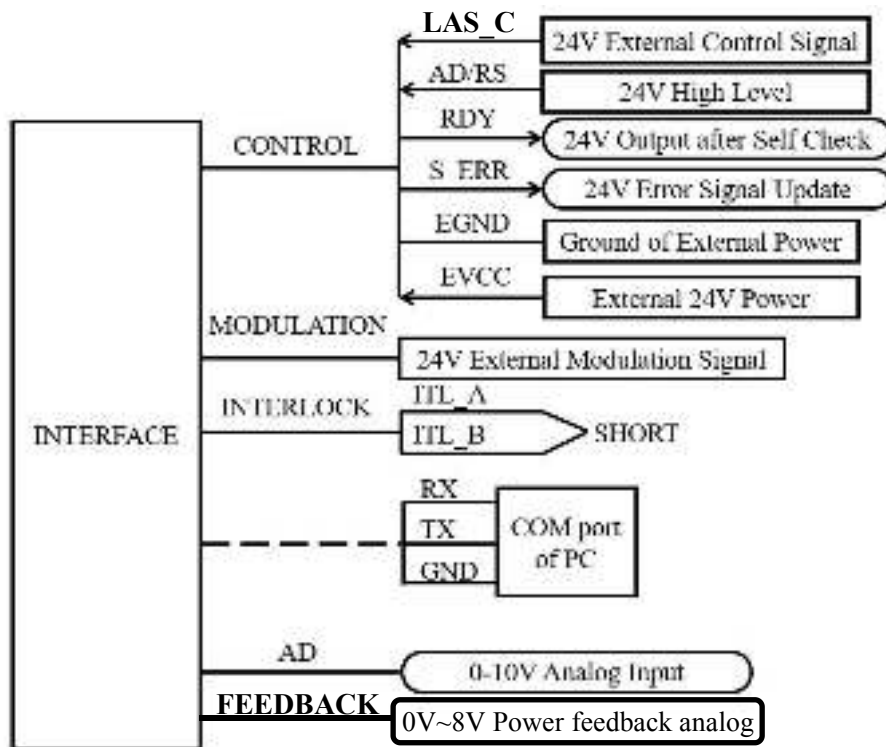 LAS_C
24V External Control Signal
AD/RS
24V High Level
RDY
24V Output after Self Check
CONTROL
S_ERR
24V Error Signal Update
EGND
Ground of External Power
EVCC
External 24V Power
MODULATION
24V External Modulation Signal
INTERLOCK
ITL_A
ITL_B
SHORT
INTERFACE
RX
TX
GND
COM port
of PC
AD
0-10V Analog Input
FEEDBACK
0V~8V Power feedback analog